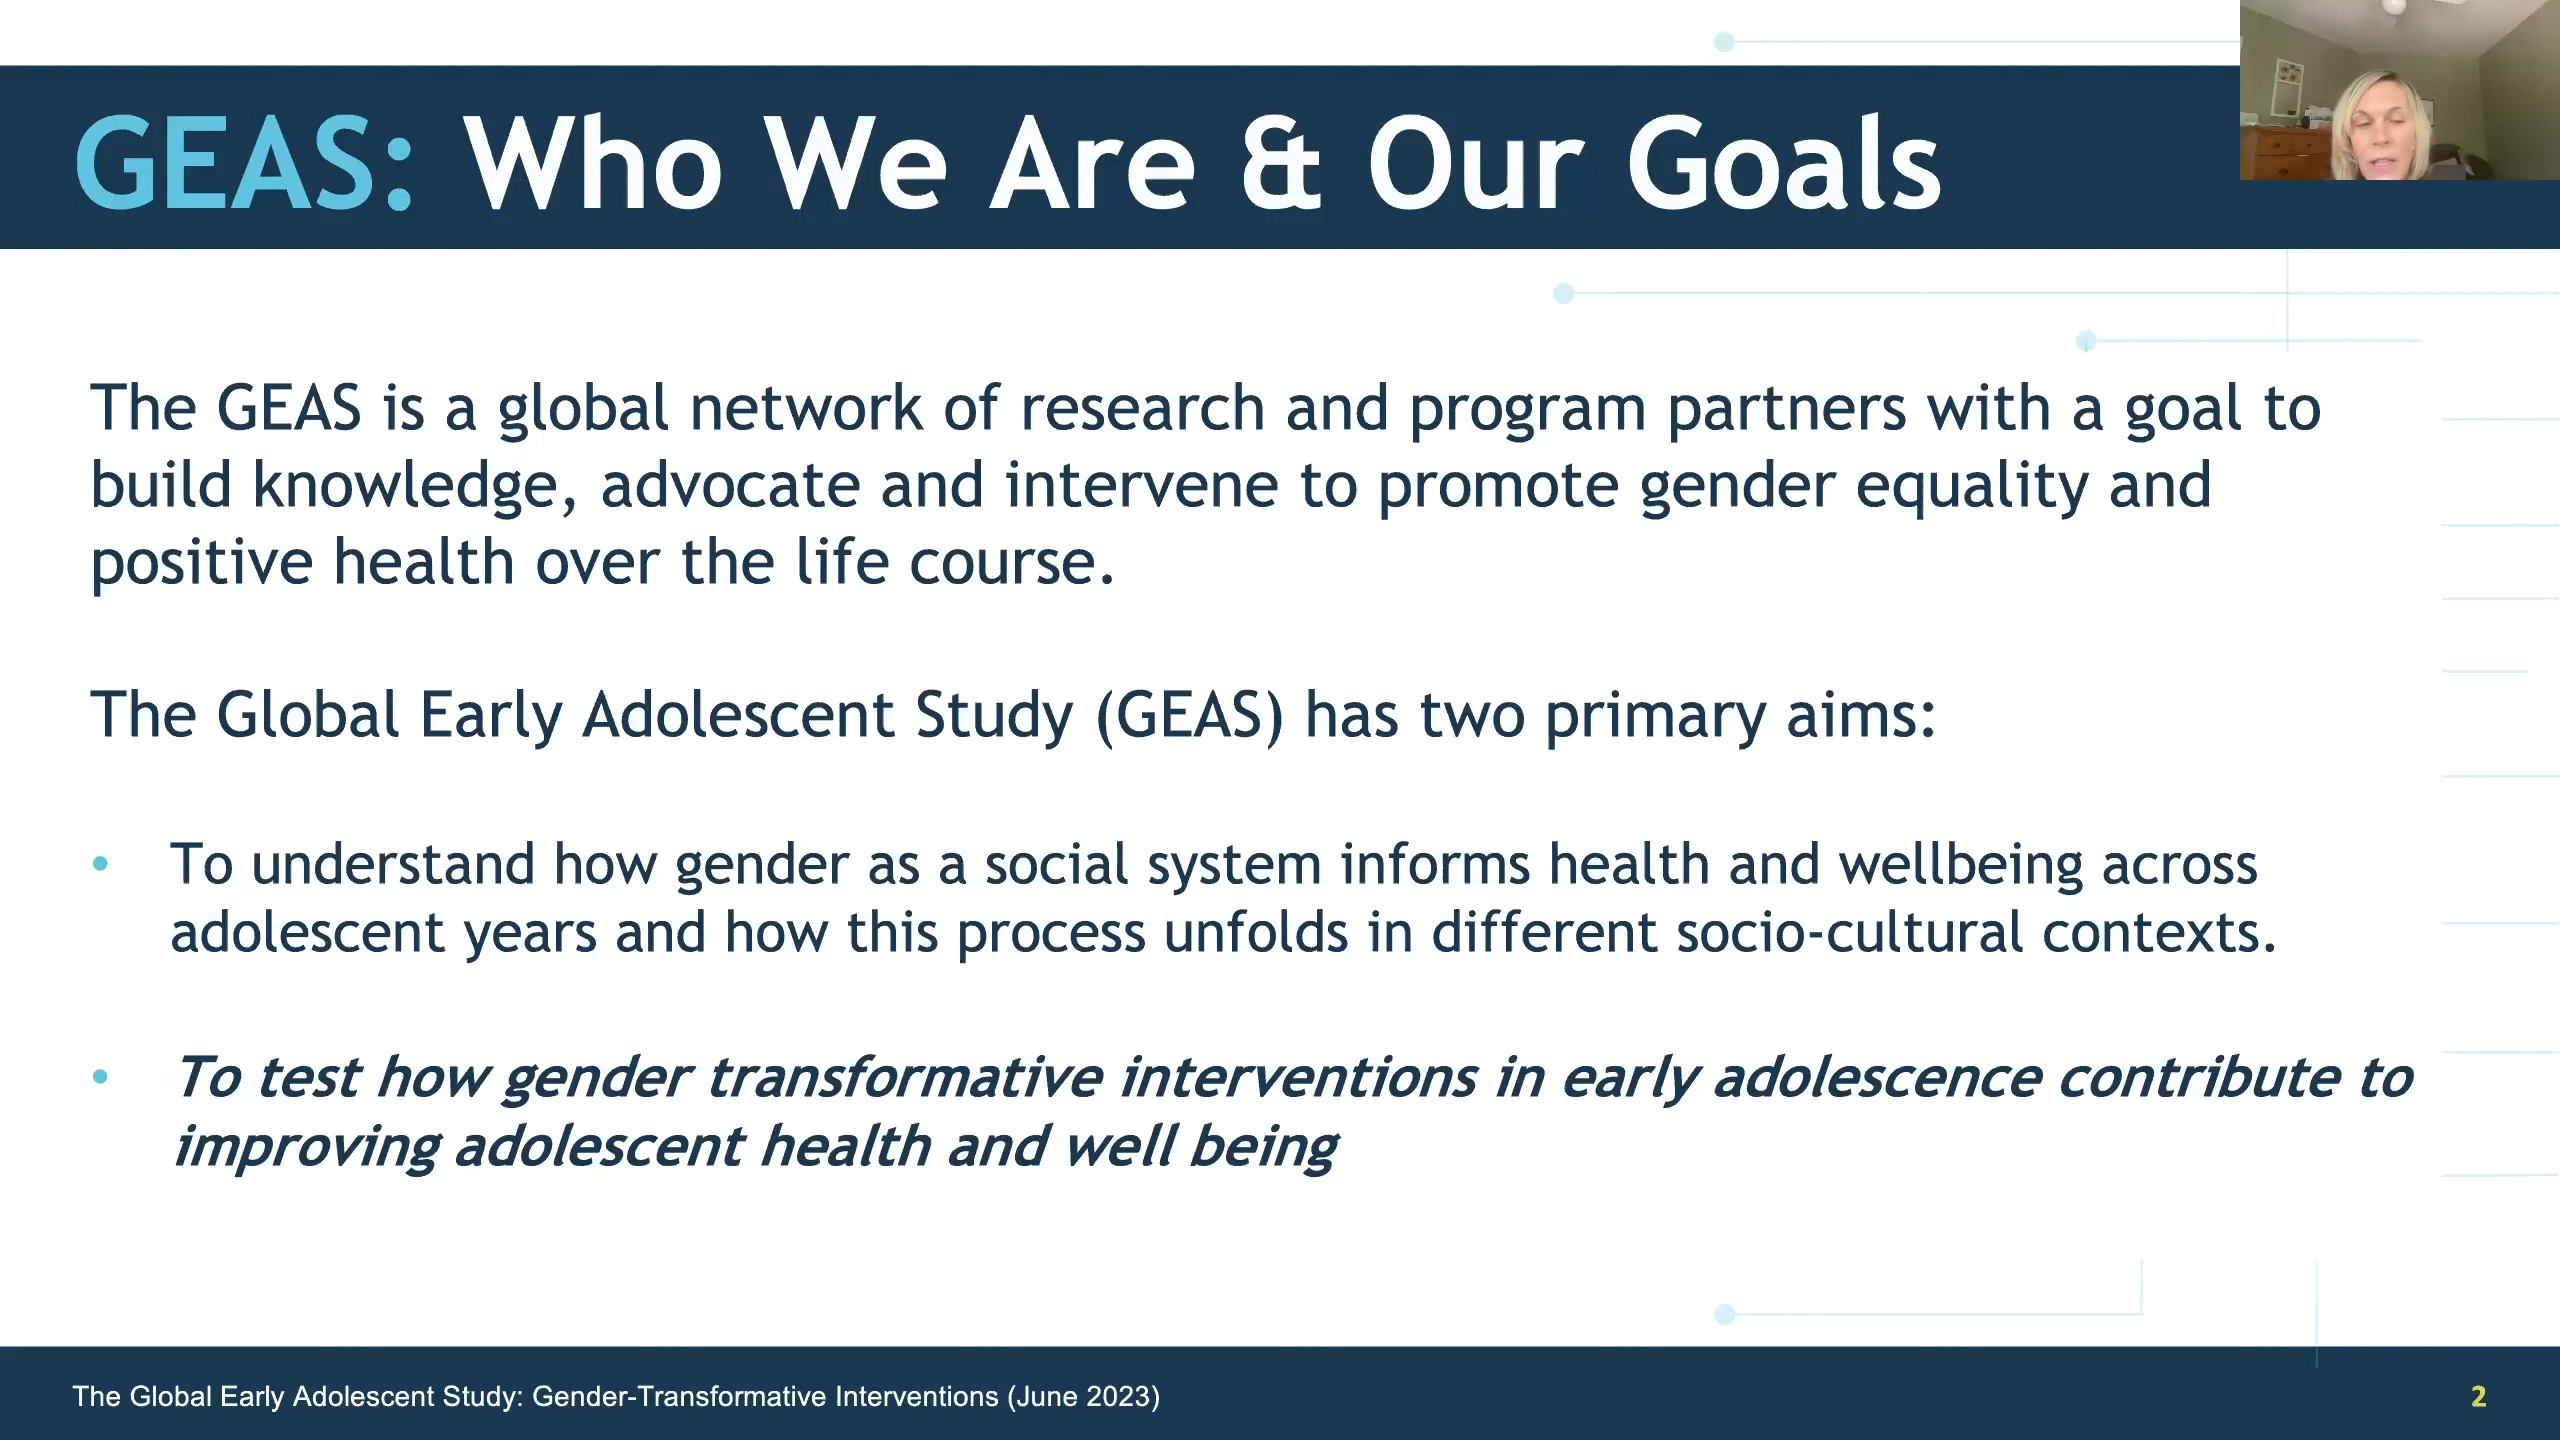 GEAS: Who We Are & Our Goals
The GEAS is a global network of research and program partners with a goal to
build knowledge, advocate and intervene to promote gender equality and
positive health over the life course.
The Global Early Adolescent Study (GEAS) has two primary aims:
• To understand how gender as a social system informs health and wellbeing across
adolescent years and how this process unfolds in different socio-cultural contexts.
• To test how gender transformative interventions in early adolescence contribute to
improving adolescent health and well being
The Global Early Adolescent Study: Gender-Transformative Interventions (June 2023)
2